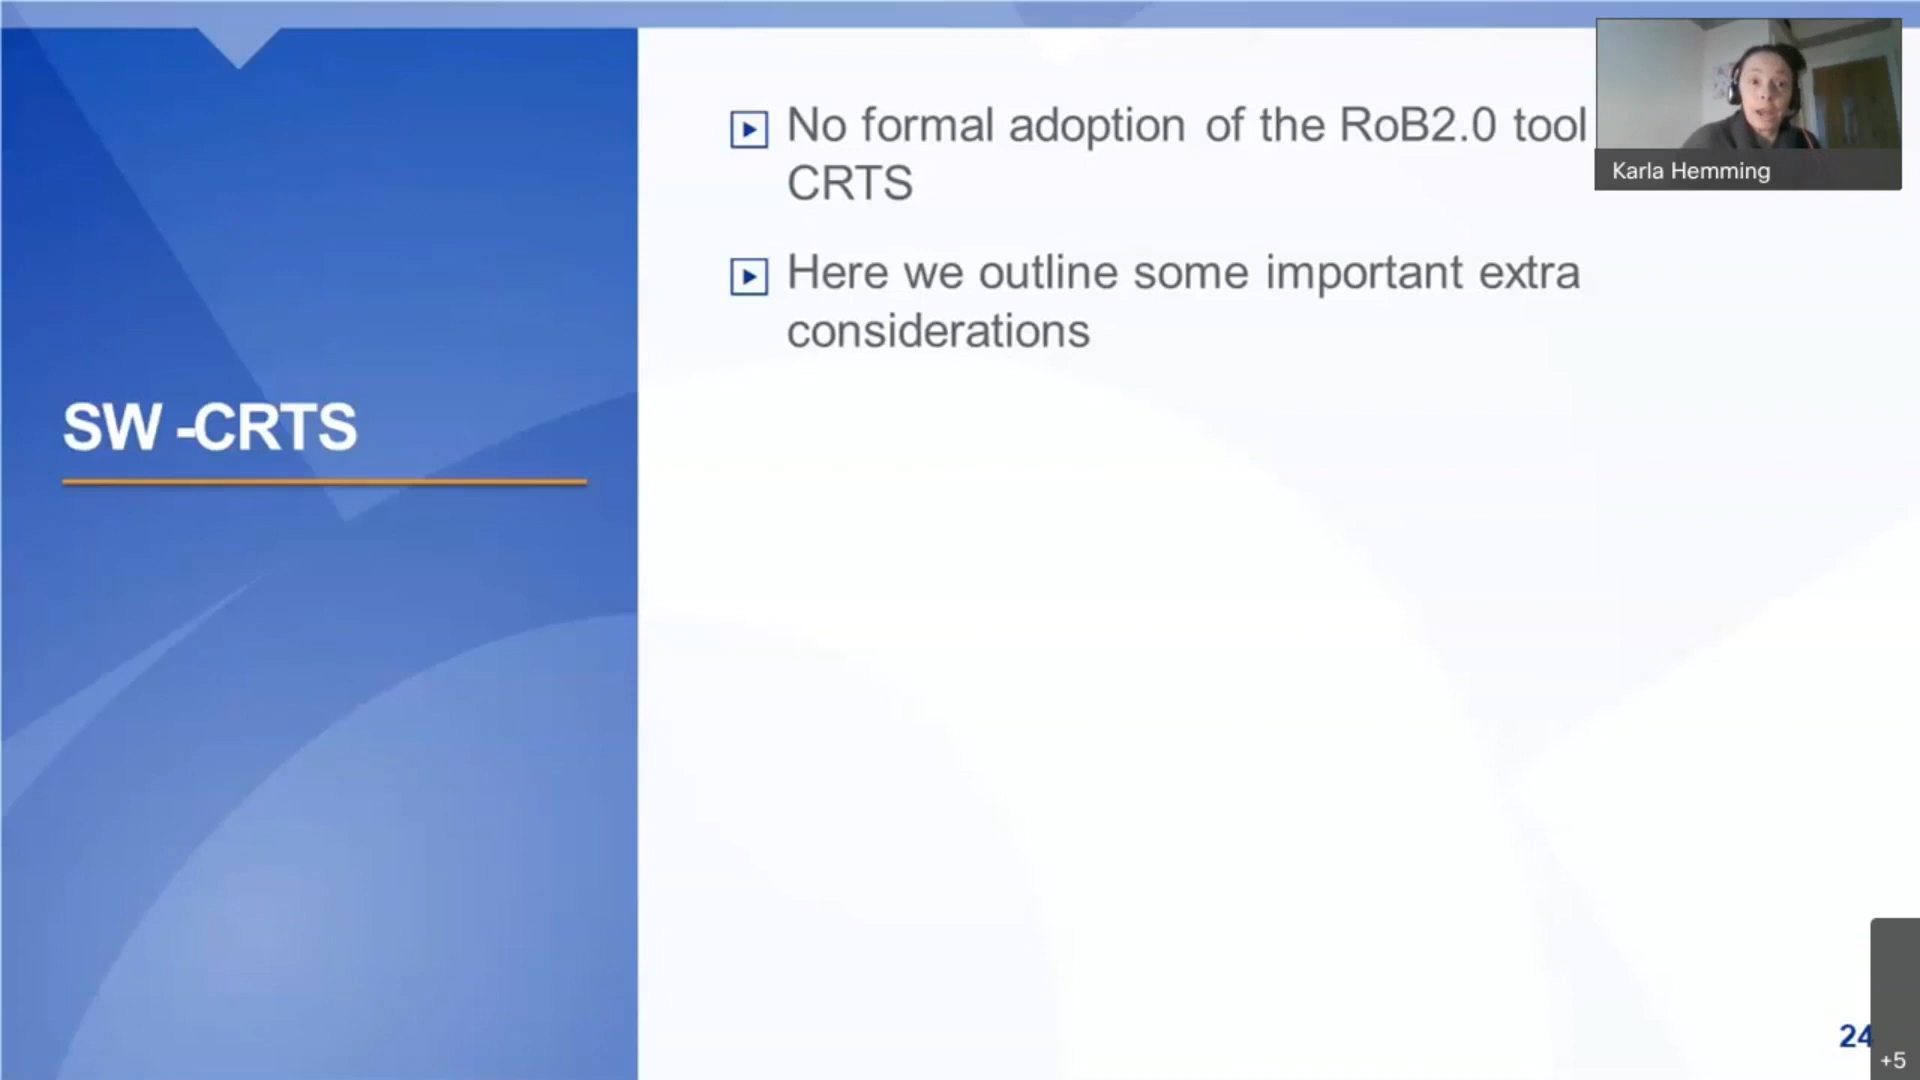 No formal adoption of the RoB2.0 tool
CRTS
Here we outline some important extra
considerations
SW -CRTS
Karla Hemming
24
+5